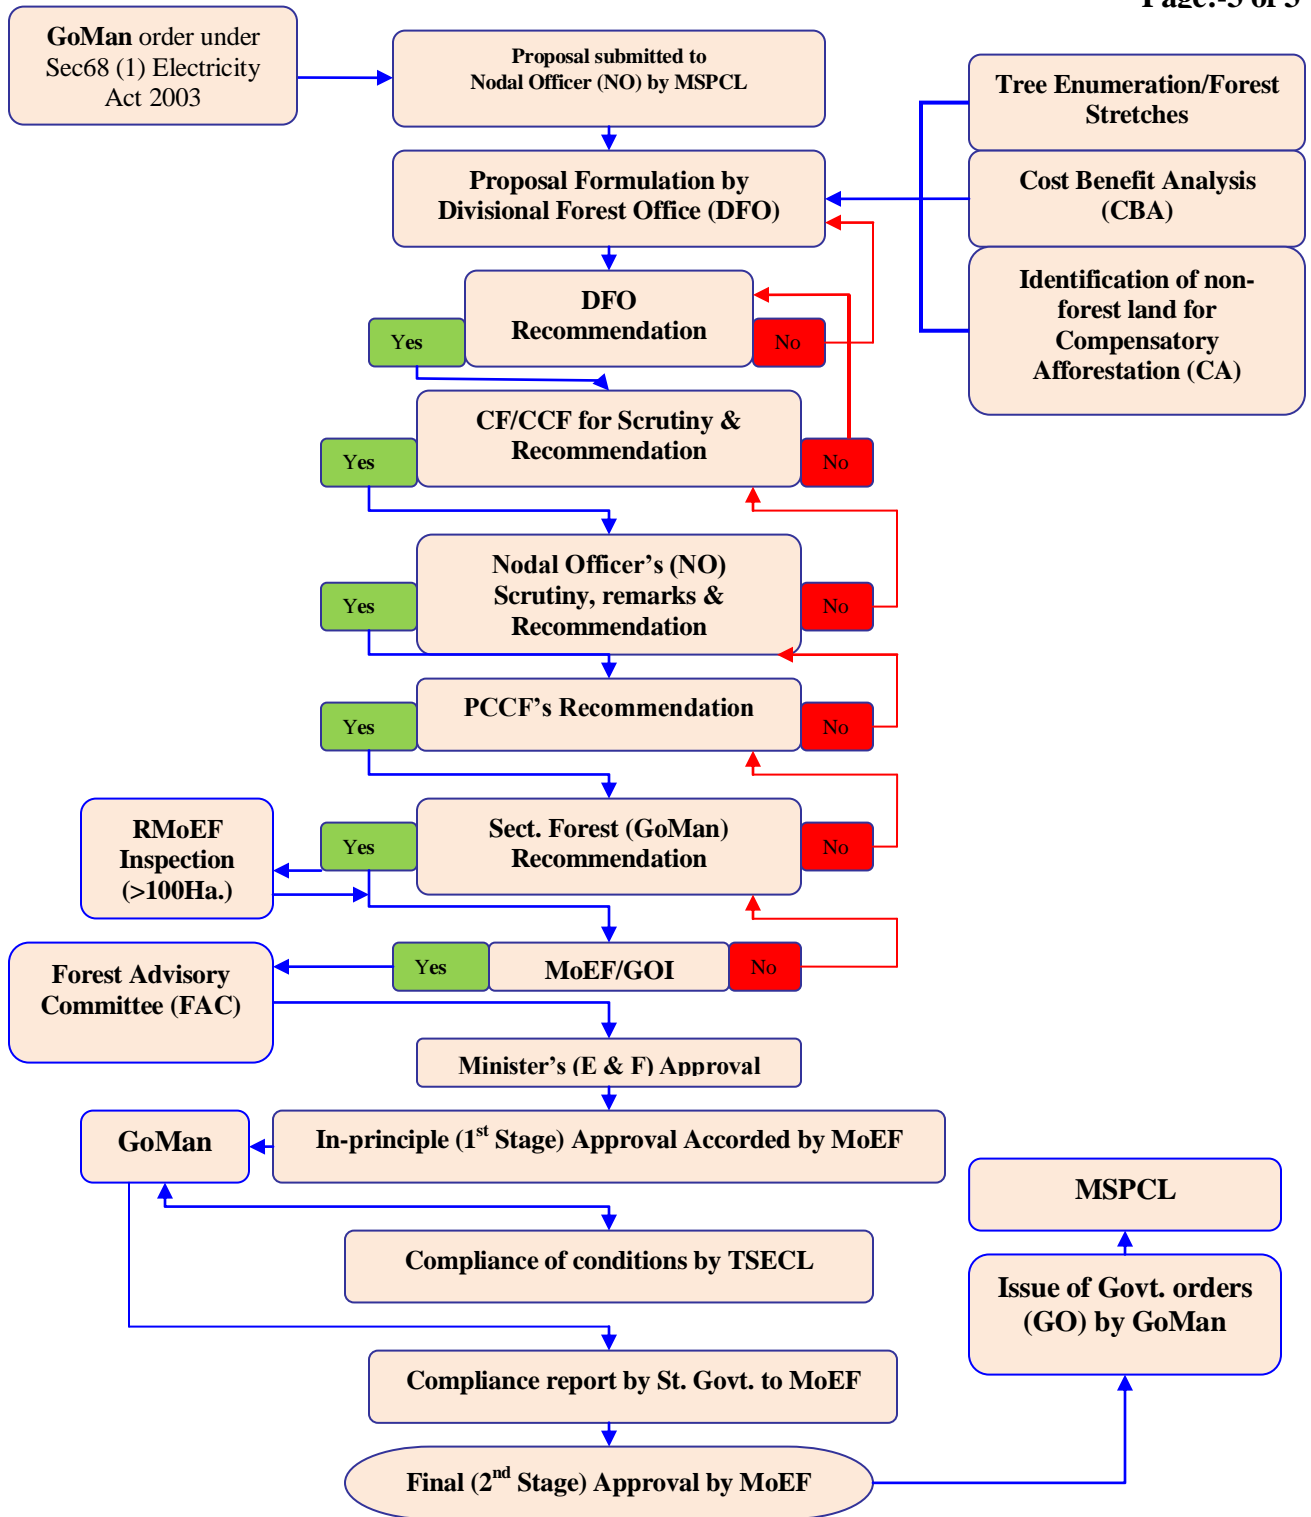 Page:-5 of 5
GoMan order under
Sec68 (1) Electricity
Act 2003
Proposal submitted to
Nodal Officer (NO) by MSPCL
Tree Enumeration/Forest
Stretches
Proposal Formulation by
Divisional Forest Office (DFO)
Cost Benefit Analysis
(CBA)
Identification of non-
forest land for
Compensatory
Afforestation (CA)
DFO
Recommendation
Yes
No
CF/CCF for Scrutiny &
Recommendation
Yes
No
Nodal Officer’s (NO)
Scrutiny, remarks &
Recommendation
Yes
No
PCCF’s Recommendation
Yes
No
RMoEF
Inspection
(>100Ha.)
Sect. Forest (GoMan)
Recommendation
Yes
No
Forest Advisory
Committee (FAC)
Yes
MoEF/GOI
No
Minister’s (E & F) Approval
GoMan
In-principle (1st Stage) Approval Accorded by MoEF
MSPCL
Compliance of conditions by TSECL
Issue of Govt. orders
(GO) by GoMan
Compliance report by St. Govt. to MoEF
Final (2nd Stage) Approval by MoEF